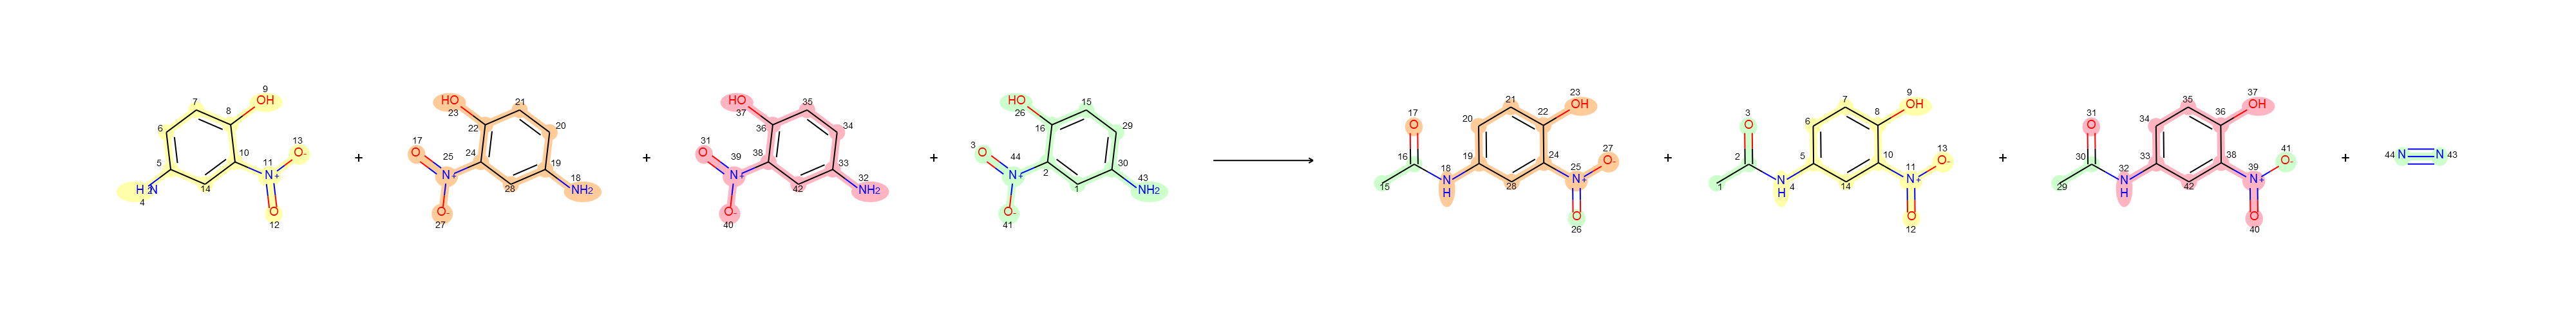 9
7 8 OH
6 13
O-
5 10 11
N+
H2N 14
4 O
12
+
HO 21
23 20
17 22
O 25 24 19 18
N+ NH2
O- 28
27
+
HO 35
37 34
31 36
O 39 38 33 32
N+ NH2
O- 42
40
+
HO 15
26 29
3 16
O 44 30 43
N+ 2 NH2
O- 1
41
17 21 23
O 20 22 OH
16 18 19 24 25 27
N+ O-
15 N
H 28 O
26
+
3 7 9
O 6 8 OH
2 5 10 11 13
N+ O-
1 N 4
H 14 O
12
+
31 35 37
O 34 36 OH
30 32 33 38 39 41
N+ O-
29 N
H 42 O
40
+
44 N N 43